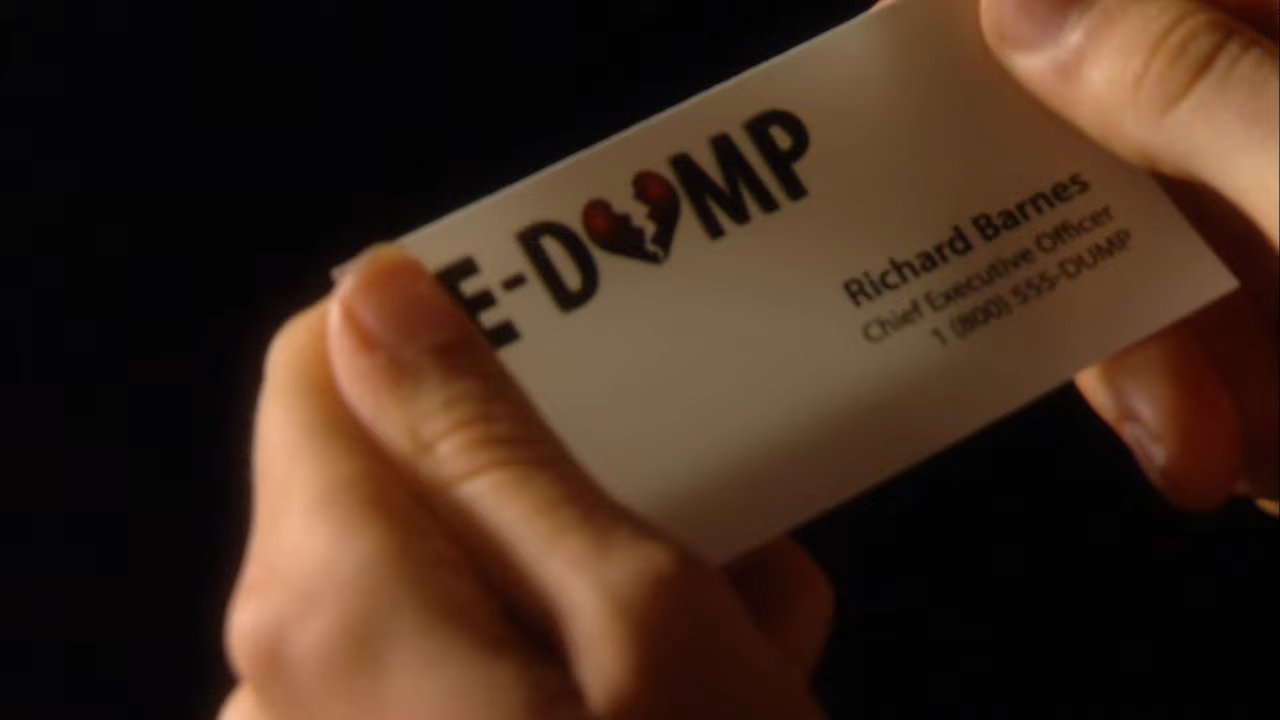 E-DUMP
Richard Barnes
Chief Executive Officer
1 (800) 555-DUMP